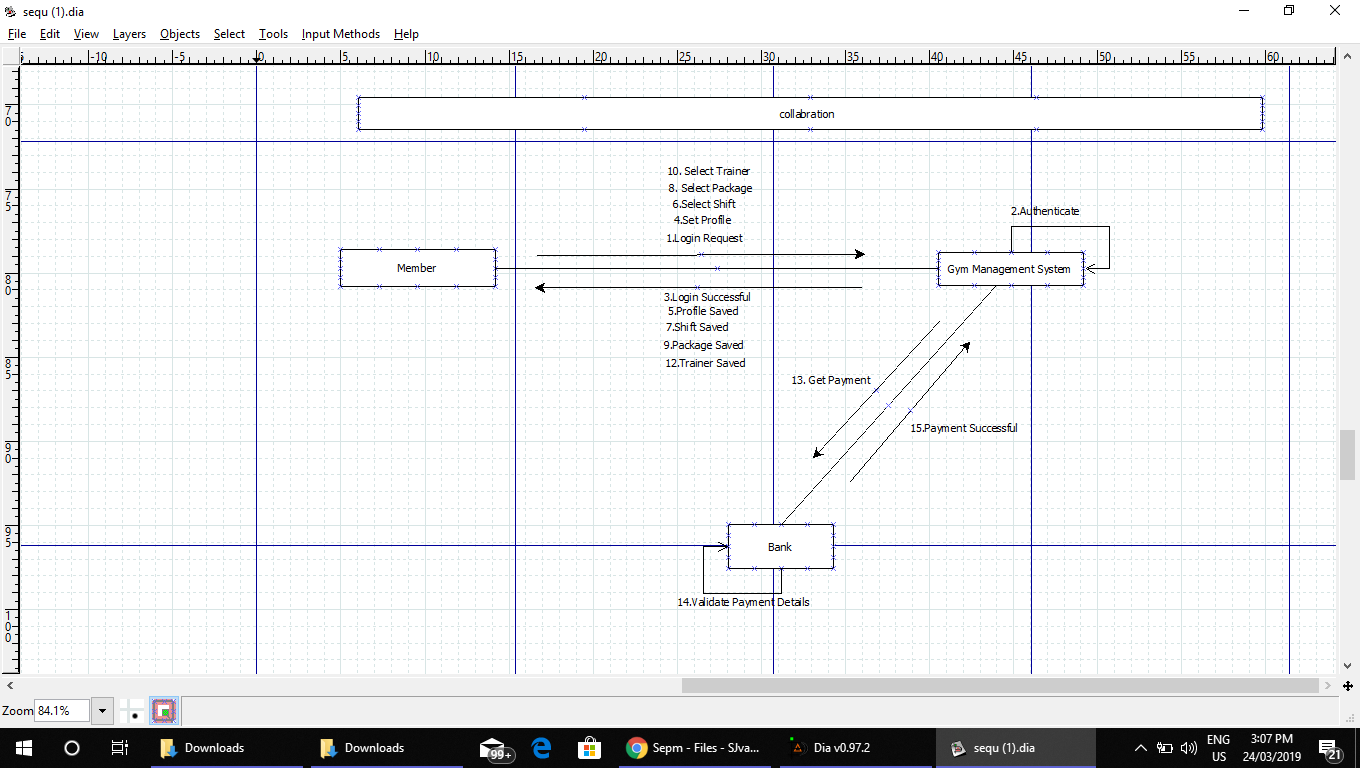 sequ (1).dia
File Edit View Layers Objects Select Tools Input Methods Help
-10 -5 0 5 10 15 20 25 30 35 40 45 50 55 60
70
75
80
85
90
95
100
collabration
10. Select Trainer
8. Select Package
6.Select Shift
4.Set Profile
1.Login Request
2.Authenticate
Member
Gym Management System
3.Login Successful
5.Profile Saved
7.Shift Saved
9.Package Saved
12.Trainer Saved
13. Get Payment
15.Payment Successful
Bank
14.Validate Payment Details
Zoom 84.1%
Downloads
Downloads
99+
Sepm - Files - SJva...
Dia v0.97.2
sequ (1).dia
ENG
US
3:07 PM
24/03/2019
21